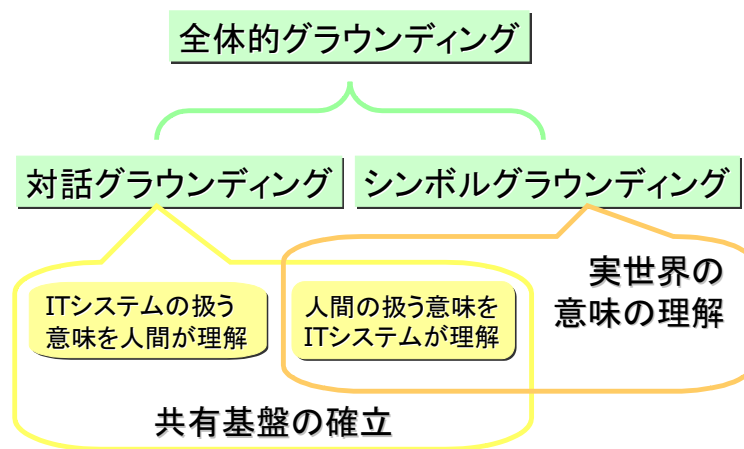 全体的グラウンディング
対話グラウンディング
シンボルグラウンディング
実世界の
意味の理解
ITシステムの扱う
意味を人間が理解
人間の扱う意味を
ITシステムが理解
共有基盤の確立